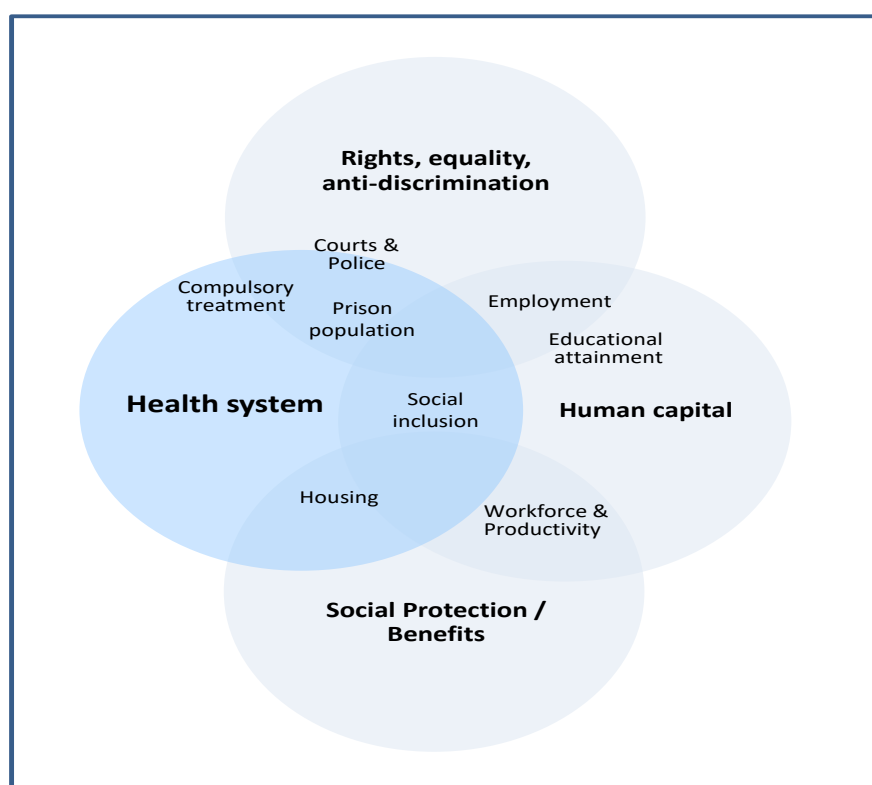 Rights, equality,
anti-discrimination
Courts &
Police
Compulsory
treatment
Prison
population
Employment
Educational
attainment
Health system
Social
inclusion
Human capital
Housing
Workforce &
Productivity
Social Protection /
Benefits